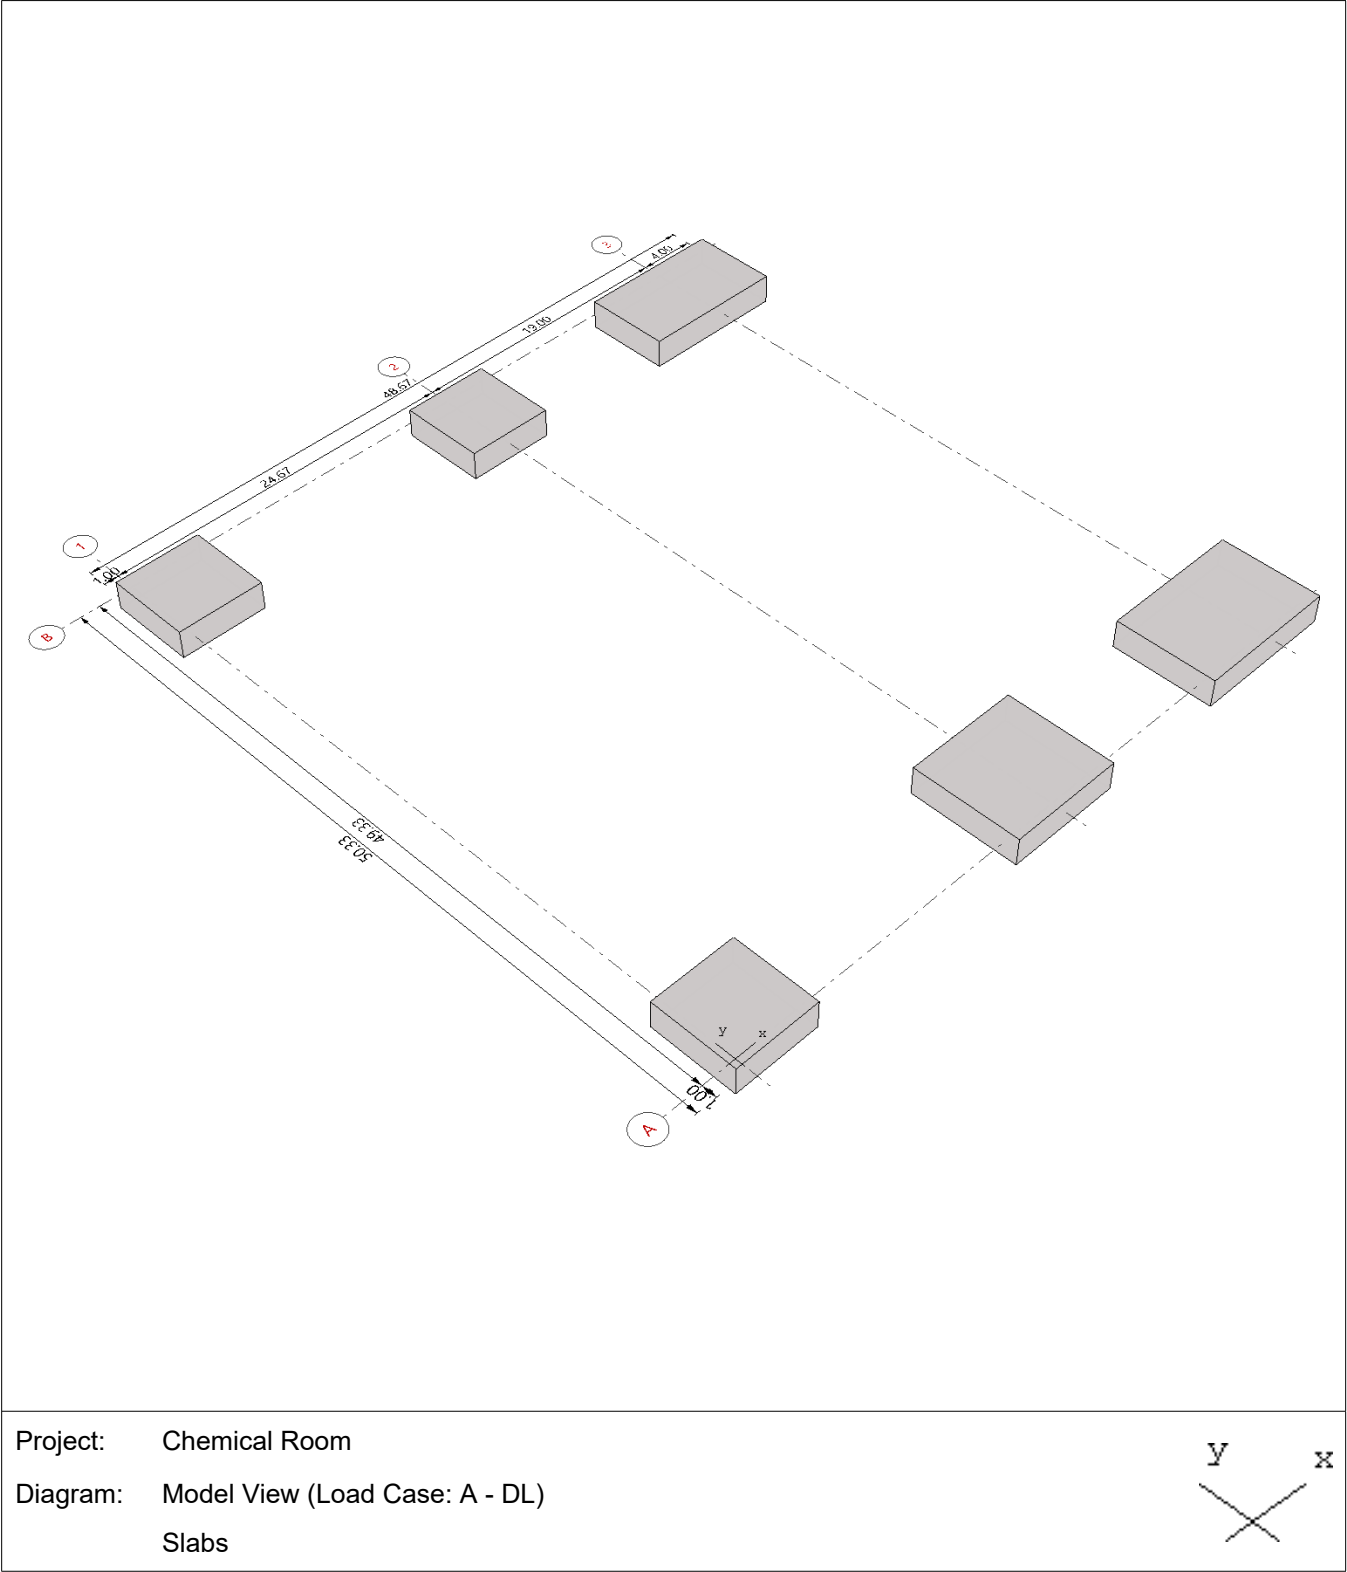 3
4.00
19.00
2
48.67
24.67
1
1.00
B
49.33
50.33
y x
1.00
A
Project: Chemical Room
Diagram: Model View (Load Case: A - DL)
Slabs
y x